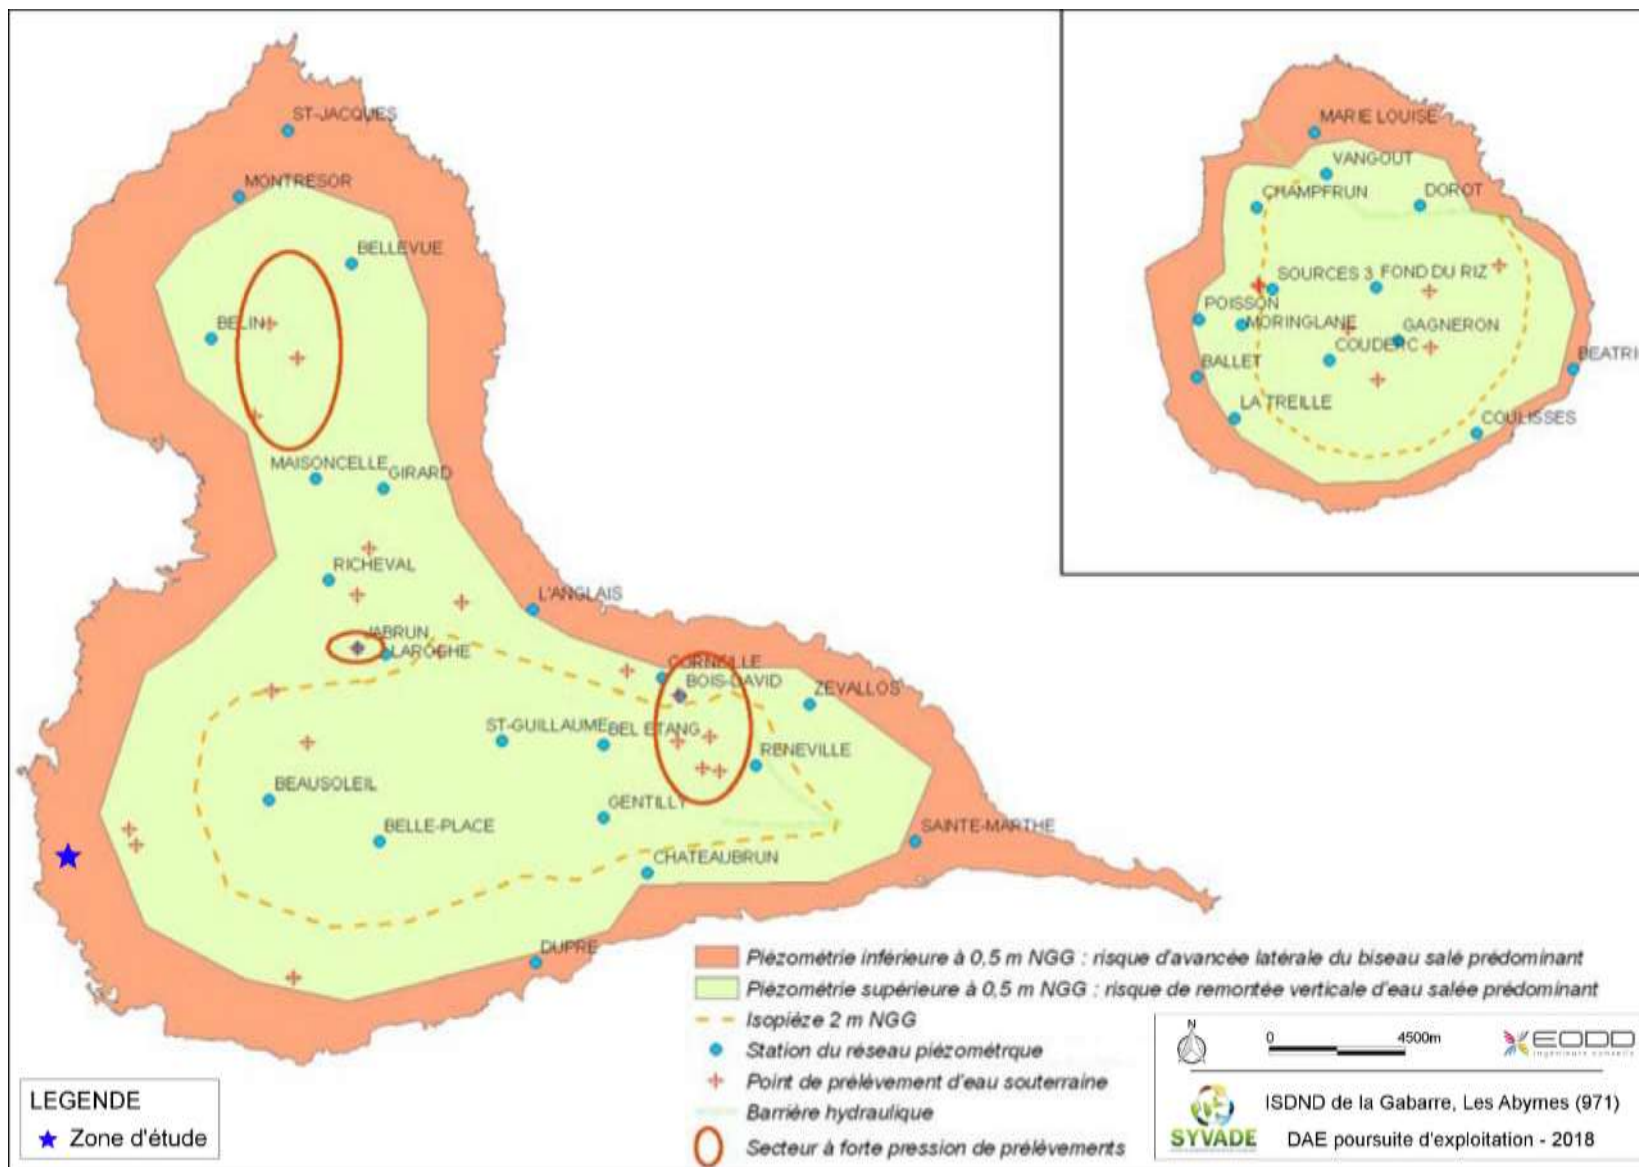 ST-JACQUES
MONTRESOR
BELLEVUE
BELIN
MAISONCELLE
GIRARD
RICHEVAL
L'ANGLAIS
JABRUN
LAROCHE
CORNEILLE
BOIS-DAVID
ZEVALLOS
ST-GUILLAUME
BEL ETANG
RENEVILLE
BEAUSOLEIL
GENTILLY
BELLE-PLACE
SAINTE-MARTHE
CHATEAUBRUN
DUPRE
MARIE LOUISE
VANGOUT
CHAMPFRUN
DOROT
SOURCES 3
FOND DU RIZ
POISSON
MORINGLANE
GAGNERON
COUDERC
BALLET
BEATRI
LA TREILLE
COULISSES
Piézométrie inférieure à 0,5 m NGG : risque d'avancée latérale du biseau salé prédominant
Piézométrie supérieure à 0,5 m NGG : risque de remontée verticale d'eau salée prédominant
Isopièze 2 m NGG
Station du réseau piézométrque
Point de prélèvement d'eau souterraine
Barrière hydraulique
Secteur à forte pression de prélèvements
LEGENDE
Zone d'étude
N
0 4500m
EODD
ingénieurs conseils
SYVADE
ISDND de la Gabarre, Les Abymes (971)
DAE poursuite d'exploitation - 2018